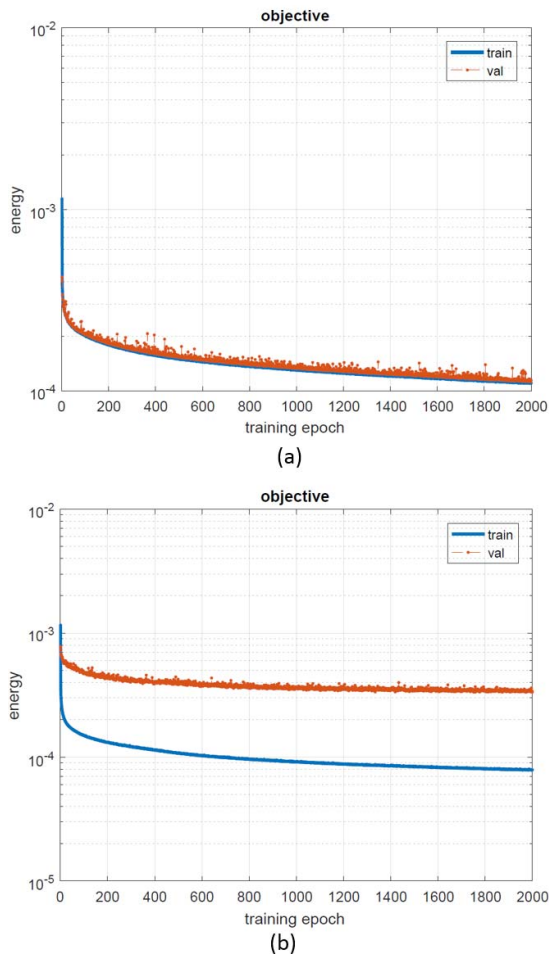 objective
10^-2
train
val
10^-3
energy
10^-4
0 200 400 600 800 1000 1200 1400 1600 1800 2000
training epoch
(a)
objective
10^-2
train
val
10^-3
energy
10^-4
10^-5
0 200 400 600 800 1000 1200 1400 1600 1800 2000
training epoch
(b)